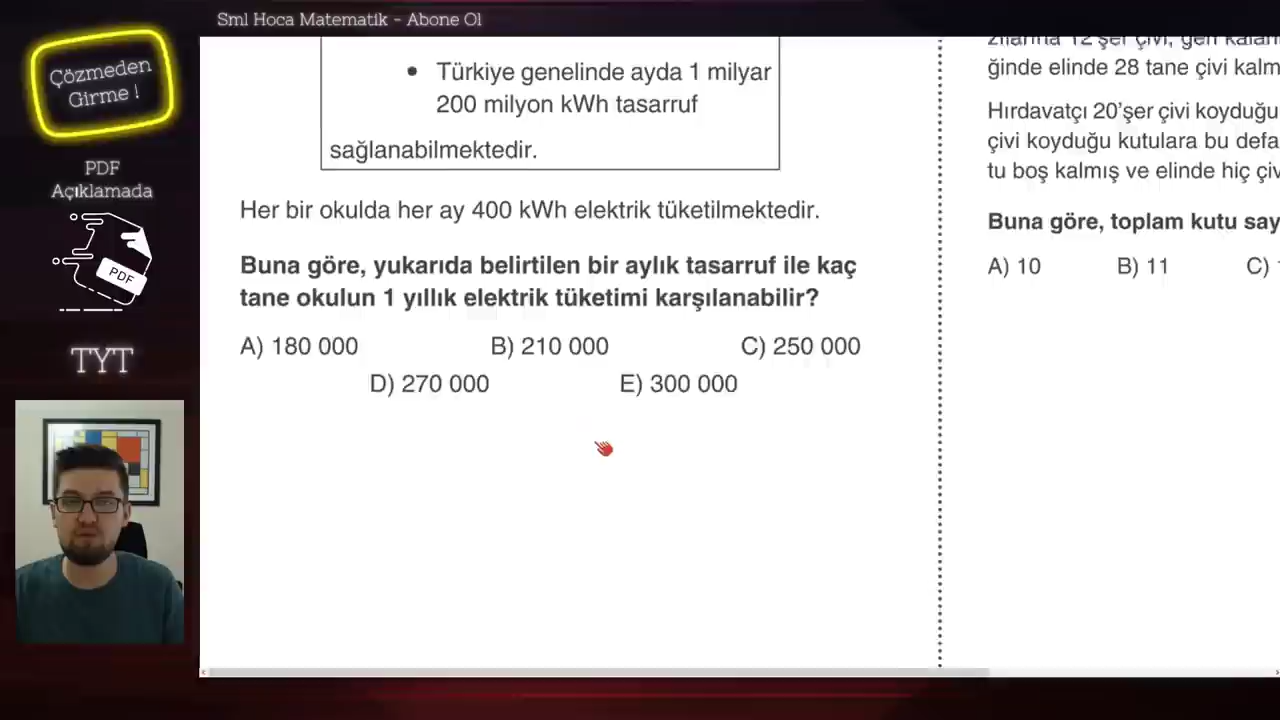 Sml Hoca Matematik - Abone Ol
Çözmeden
Girme !
PDF
Açıklamada
PDF
TYT
• Türkiye genelinde ayda 1 milyar
200 milyon kWh tasarruf
sağlanabilmektedir.
Her bir okulda her ay 400 kWh elektrik tüketilmektedir.
Buna göre, yukarıda belirtilen bir aylık tasarruf ile kaç
tane okulun 1 yıllık elektrik tüketimi karşılanabilir?
A) 180 000 B) 210 000 C) 250 000
D) 270 000 E) 300 000
12'şer çivi, geri
ğinde elinde 28 tane çivi
Hırdavatçı 20'şer çivi koyduğu
çivi koyduğu kutulara bu defa
tu boş kalmış ve elinde hiç
Buna göre, toplam kutu
A) 10 B) 11 C)